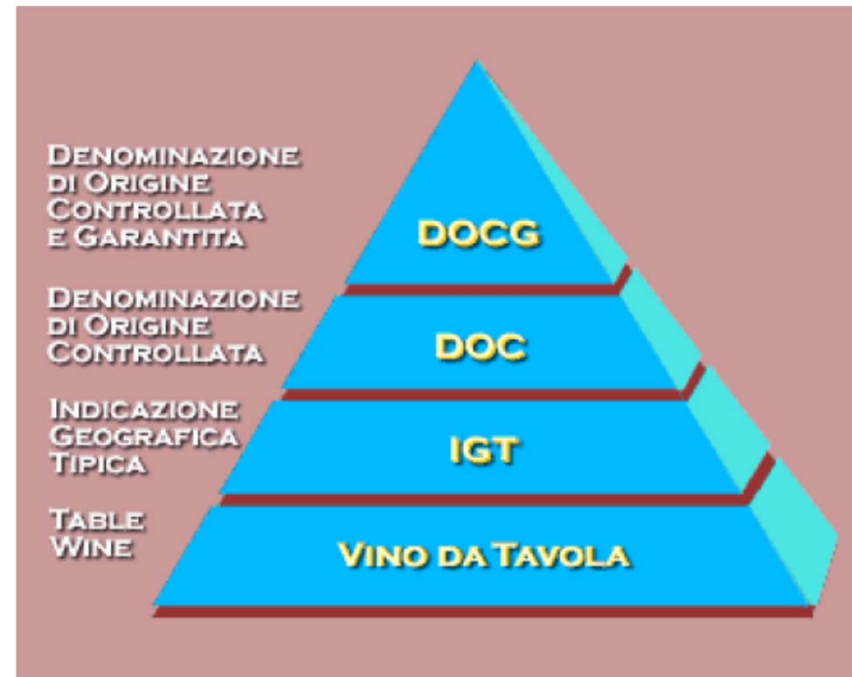 DENOMINAZIONE
DI ORIGINE
CONTROLLATA
E GARANTITA
DOCG
DENOMINAZIONE
DI ORIGINE
CONTROLLATA
DOC
INDICAZIONE
GEOGRAFICA
TIPICA
IGT
TABLE
WINE
VINO DA TAVOLA